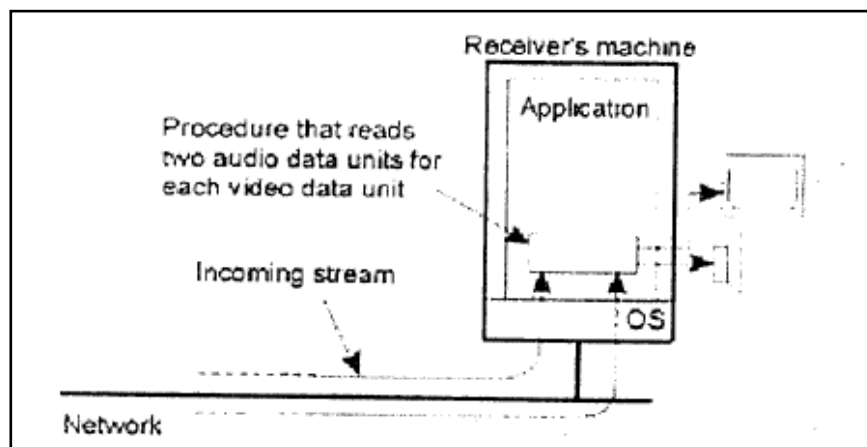 Receiver's machine
Application
Procedure that reads
two audio data units for
each video data unit
Incoming stream
OS
Network